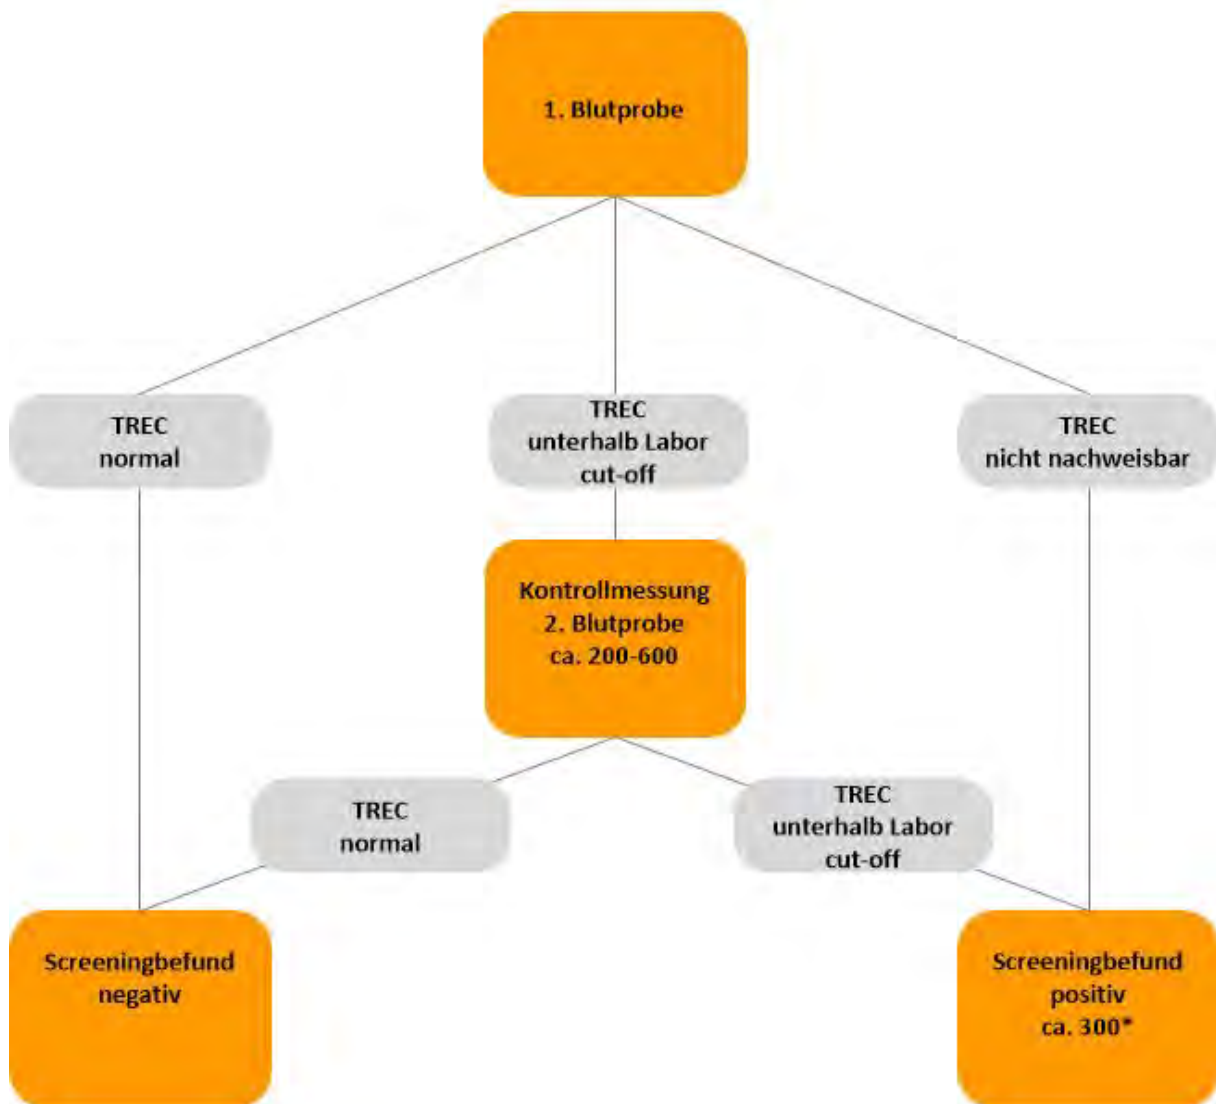 1. Blutprobe
TREC
normal
TREC
unterhalb Labor
cut-off
TREC
nicht nachweisbar
Kontrollmessung
2. Blutprobe
ca. 200-600
TREC
normal
TREC
unterhalb Labor
cut-off
Screeningbefund
negativ
Screeningbefund
positiv
ca. 300*